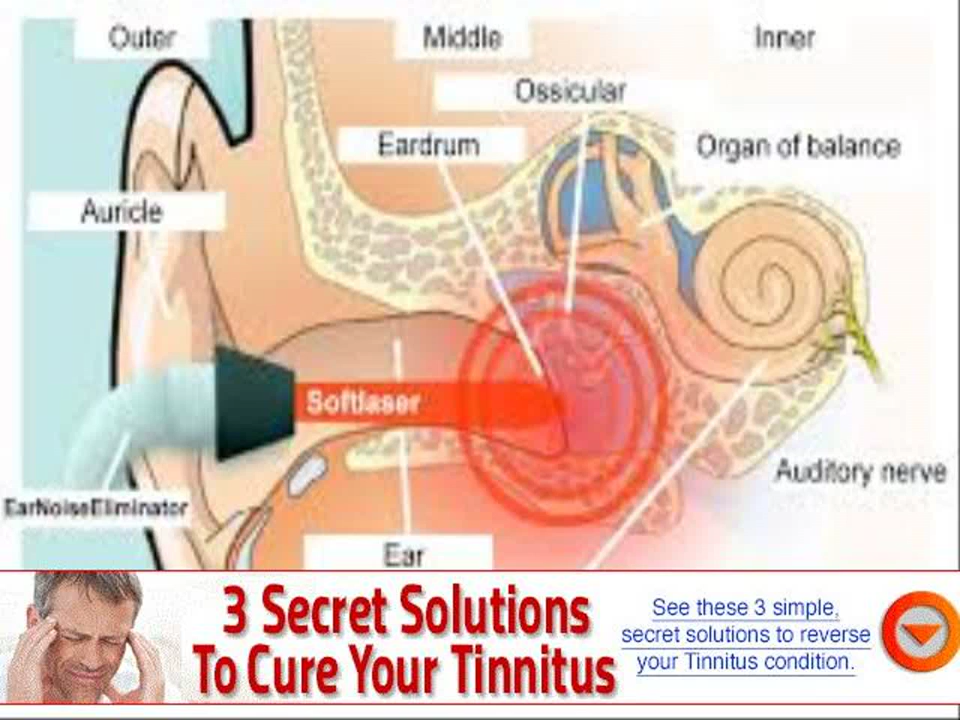 Outer
Middle
Inner
Ossicular
Eardrum
Organ of balance
Auricle
Softlaser
Auditory nerve
EarNoiseEliminator
Ear
3 Secret Solutions
To Cure Your Tinnitus
See these 3 simple,
secret solutions to reverse
your Tinnitus condition.